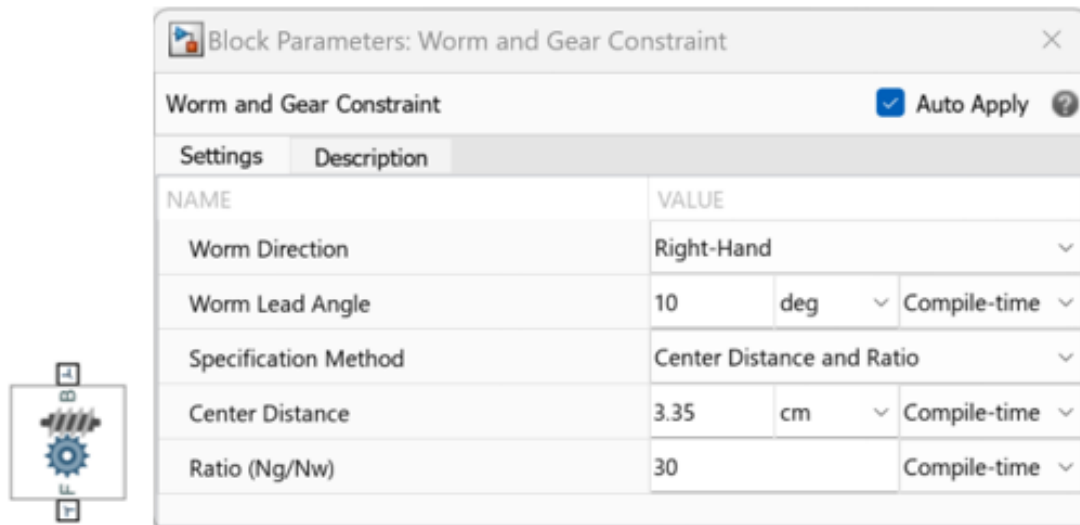 Block Parameters: Worm and Gear Constraint
Worm and Gear Constraint Auto Apply
Settings Description
NAME VALUE
Worm Direction Right-Hand
Worm Lead Angle 10 deg Compile-time
Specification Method Center Distance and Ratio
Center Distance 3.35 cm Compile-time
Ratio (Ng/Nw) 30 Compile-time
B
F